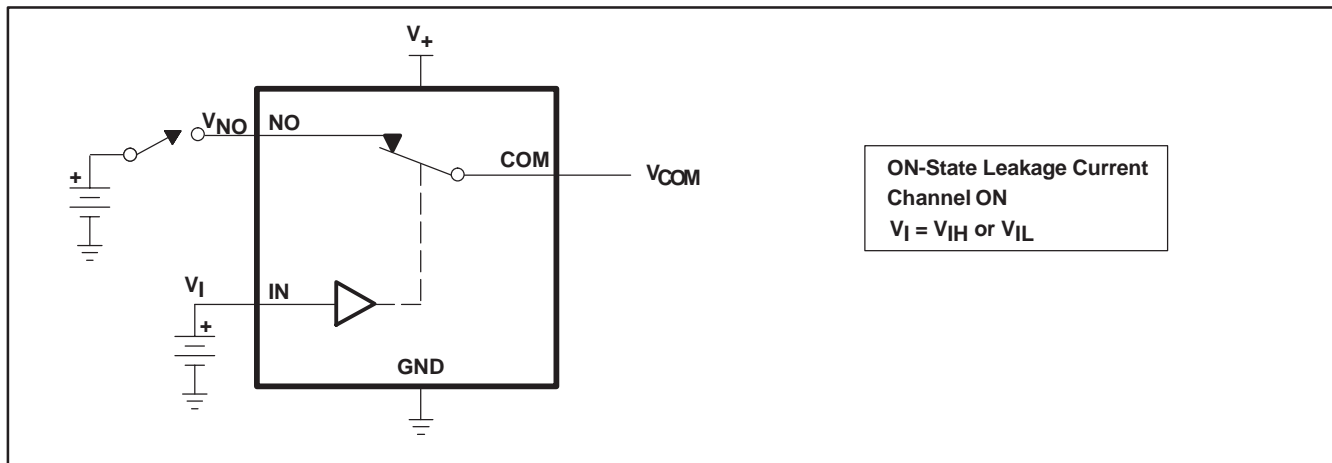 V+
VNO
NO
COM
VCOM
+
VI
IN
+
GND
ON-State Leakage Current
Channel ON
VI = VIH or VIL